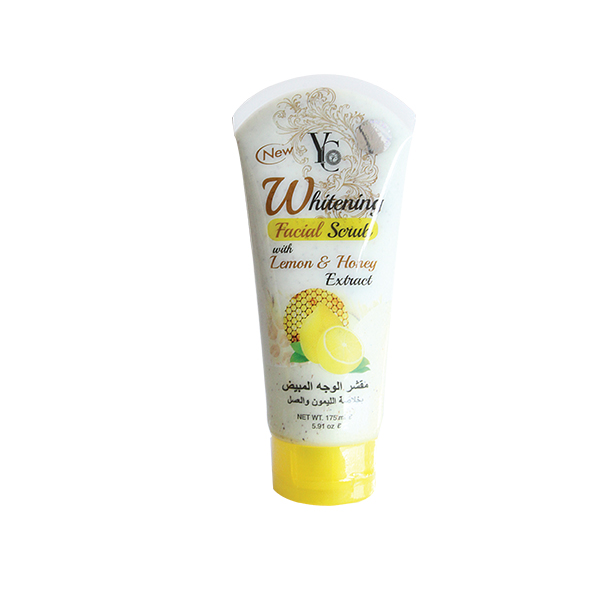 New
YC
Whitening
Facial Scrub
with
Lemon & Honey
Extract
مقشر الوجه المبيض
بخلاصة الليمون والعسل
NET WT. 175 ml ℮
5.91 oz ℮